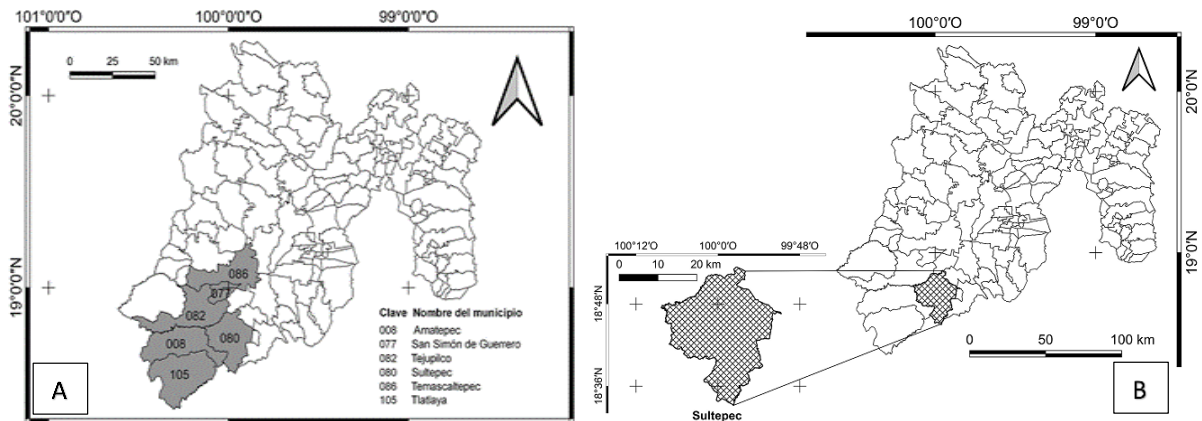 101°0'0"O 100°0'0"O 99°0'0"O
0 25 50 km
20°0'0"N
19°0'0"N
086
077
082
008
080
105
Clave Nombre del municipio
008 Amatepec
077 San Simón de Guerrero
082 Tejupilco
080 Sultepec
086 Temascaltepec
105 Tlatlaya
A
100°0'O 99°0'O
20°0'N
19°0'N
100°12'O 100°0'O 99°48'O
0 10 20 km
18°48'N
18°36'N
Sultepec
0 50 100 km
B